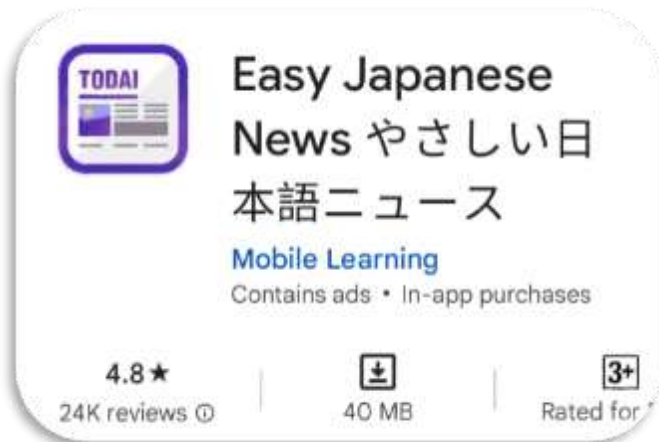 TODAI
Easy Japanese
News やさしい日
本語ニュース
Mobile Learning
Contains ads • In-app purchases
4.8★
24K reviews
40 MB
3+
Rated for